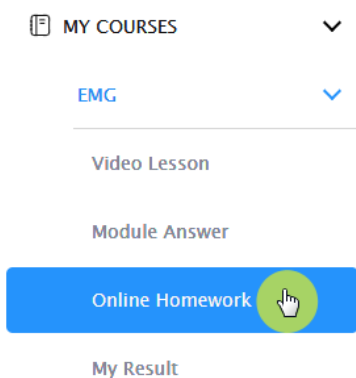 MY COURSES
EMG
Video Lesson
Module Answer
Online Homework
My Result